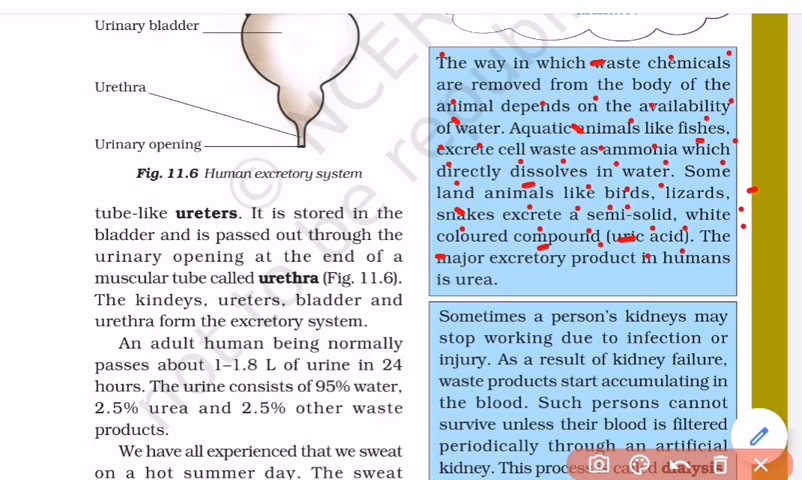 Urinary bladder
Urethra
Urinary opening
Fig. 11.6 Human excretory system
tube-like ureters. It is stored in the
bladder and is passed out through the
urinary opening at the end of a
muscular tube called urethra (Fig. 11.6).
The kindeys, ureters, bladder and
urethra form the excretory system.
An adult human being normally
passes about 1–1.8 L of urine in 24
hours. The urine consists of 95% water,
2.5% urea and 2.5% other waste
products.
We have all experienced that we sweat
on a hot summer day. The sweat
The way in which waste chemicals
are removed from the body of the
animal depends on the availability
of water. Aquatic animals like fishes,
excrete cell waste as ammonia which
directly dissolves in water. Some
land animals like birds, lizards,
snakes excrete a semi-solid, white
coloured compound (uric acid). The
major excretory product in humans
is urea.
Sometimes a person's kidneys may
stop working due to infection or
injury. As a result of kidney failure,
waste products start accumulating in
the blood. Such persons cannot
survive unless their blood is filtered
periodically through an artificial
kidney. This process is called dialysis
© NCERT
not to be republi